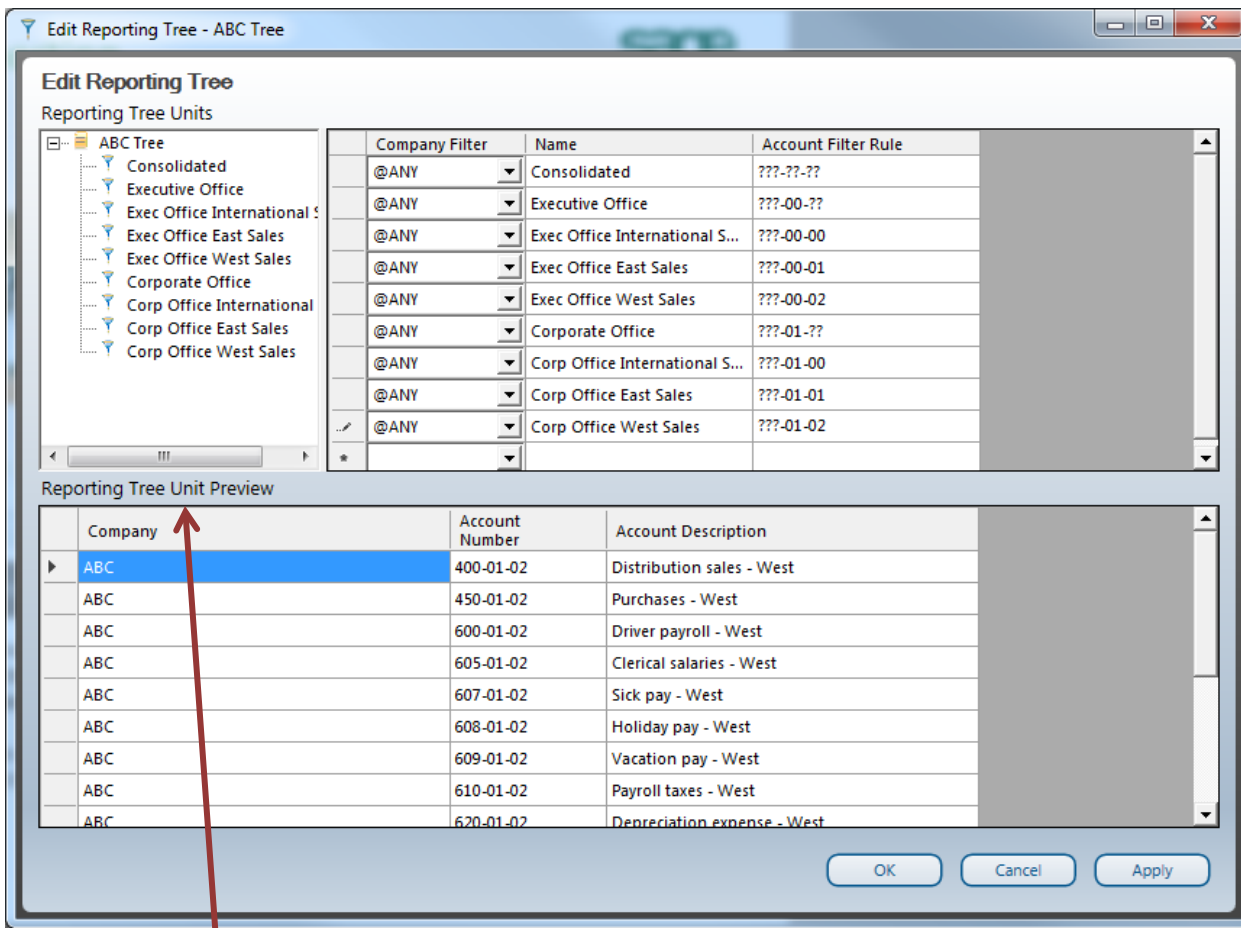 Edit Reporting Tree - ABC Tree
Edit Reporting Tree
Reporting Tree Units
ABC Tree
Consolidated
Executive Office
Exec Office International S
Exec Office East Sales
Exec Office West Sales
Corporate Office
Corp Office International
Corp Office East Sales
Corp Office West Sales
Company Filter Name Account Filter Rule
@ANY Consolidated ???-??-??
@ANY Executive Office ???-00-??
@ANY Exec Office International S... ???-00-00
@ANY Exec Office East Sales ???-00-01
@ANY Exec Office West Sales ???-00-02
@ANY Corporate Office ???-01-??
@ANY Corp Office International S... ???-01-00
@ANY Corp Office East Sales ???-01-01
@ANY Corp Office West Sales ???-01-02
Reporting Tree Unit Preview
Company Account Number Account Description
ABC 400-01-02 Distribution sales - West
ABC 450-01-02 Purchases - West
ABC 600-01-02 Driver payroll - West
ABC 605-01-02 Clerical salaries - West
ABC 607-01-02 Sick pay - West
ABC 608-01-02 Holiday pay - West
ABC 609-01-02 Vacation pay - West
ABC 610-01-02 Payroll taxes - West
ABC 620-01-02 Depreciation expense - West
OK Cancel Apply